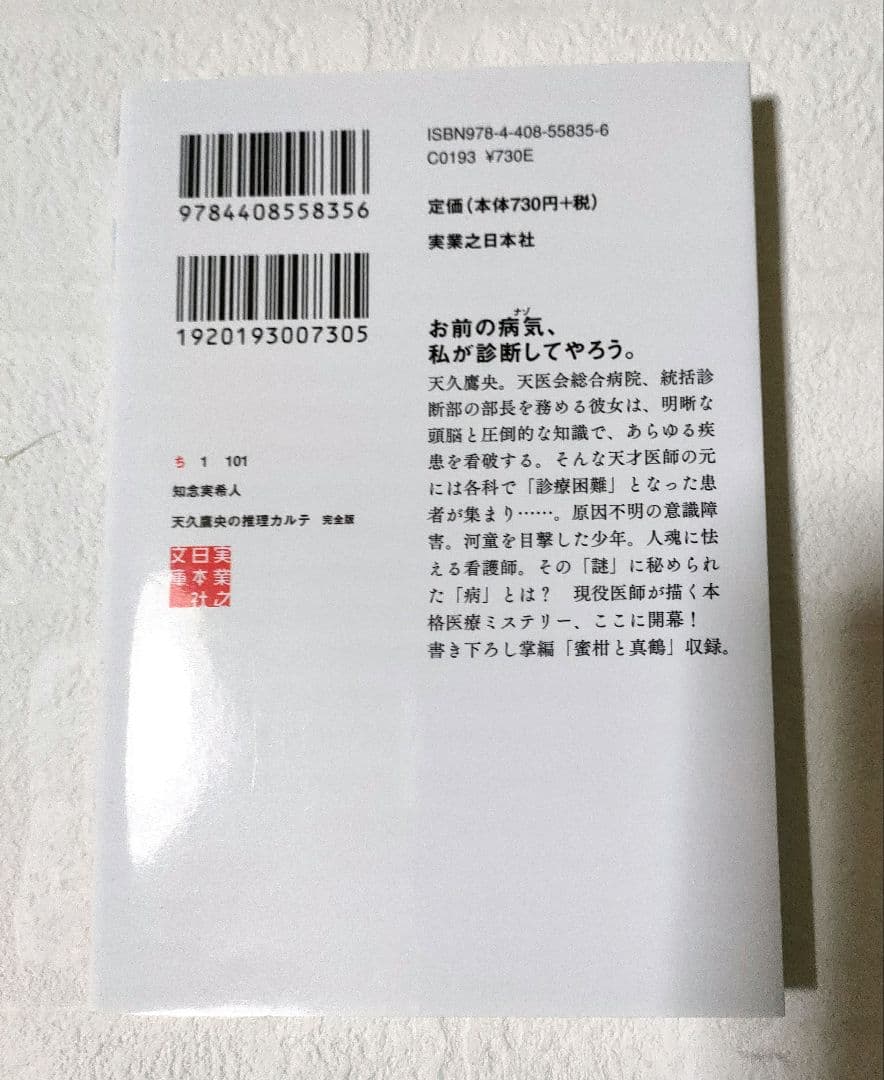 9784408558356
1920193007305
ISBN978-4-408-55835-6
C0193 ¥730E
定価(本体730円+税)
実業之日本社
お前の病気、
ナゾ
私が診断してやろう。
天久鷹央。天医会総合病院、統括診
断部の部長を務める彼女は、明晰な
頭脳と圧倒的な知識で、あらゆる疾
患を看破する。そんな天才医師の元
には各科で「診療困難」となった患
者が集まり……。原因不明の意識障
害。河童を目撃した少年。人魂に怯
える看護師。その「謎」に秘められ
た「病」とは? 現役医師が描く本
格医療ミステリー、ここに開幕!
書き下ろし掌編「蜜柑と真鶴」収録。
ち 1 101
知念実希人
天久鷹央の推理カルテ 完全版
実業之
日本社
文庫